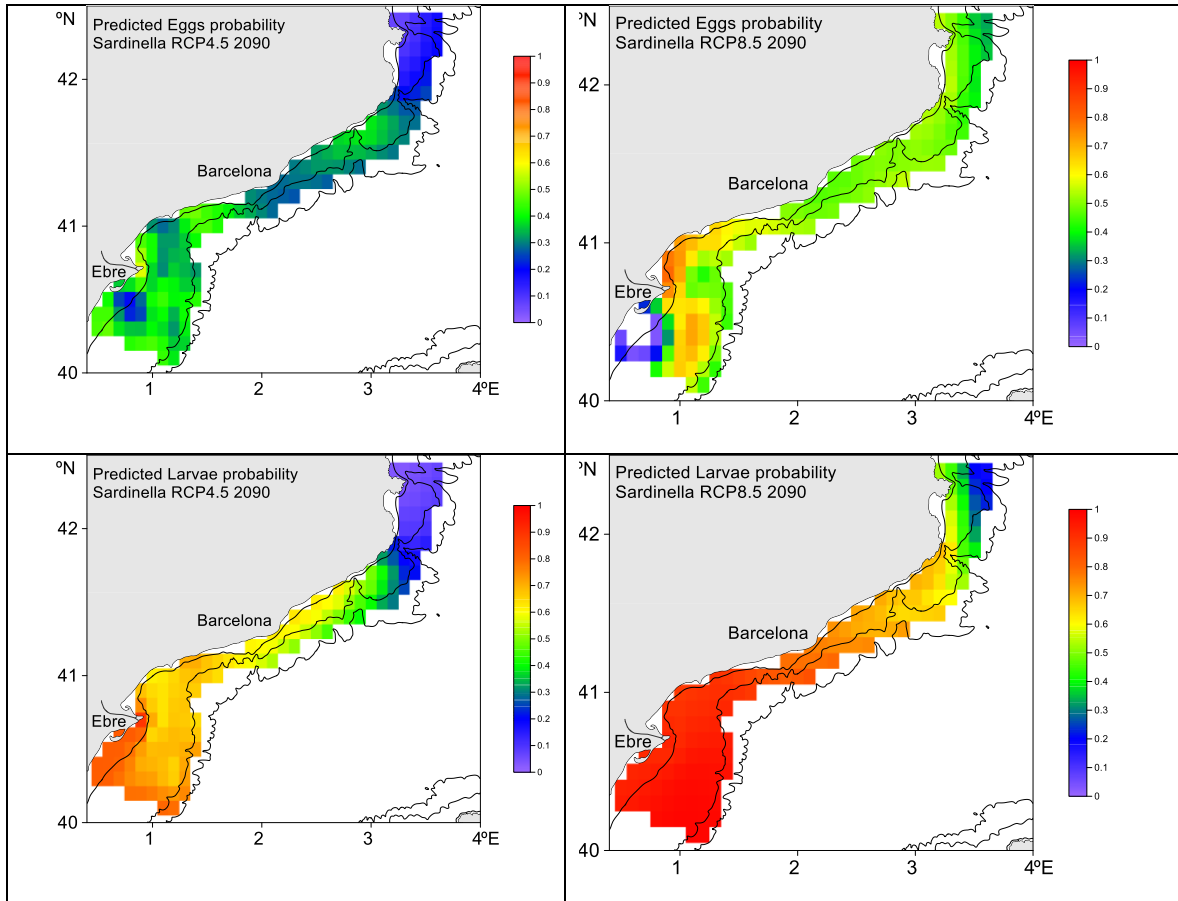 ºN
Predicted Eggs probability
Sardinella RCP4.5 2090
42
41
40
Barcelona
Ebre
1
2
3
4ºE
1
0.9
0.8
0.7
0.6
0.5
0.4
0.3
0.2
0.1
0
Predicted Eggs probability
Sardinella RCP8.5 2090
ºN
42
41
40
Barcelona
Ebre
1
2
3
4ºE
1
0.9
0.8
0.7
0.6
0.5
0.4
0.3
0.2
0.1
0
ºN
Predicted Larvae probability
Sardinella RCP4.5 2090
42
41
40
Barcelona
Ebre
1
2
3
4ºE
1
0.9
0.8
0.7
0.6
0.5
0.4
0.3
0.2
0.1
0
ºN
Predicted Larvae probability
Sardinella RCP8.5 2090
42
41
40
Barcelona
Ebre
1
2
3
4ºE
1
0.9
0.8
0.7
0.6
0.5
0.4
0.3
0.2
0.1
0